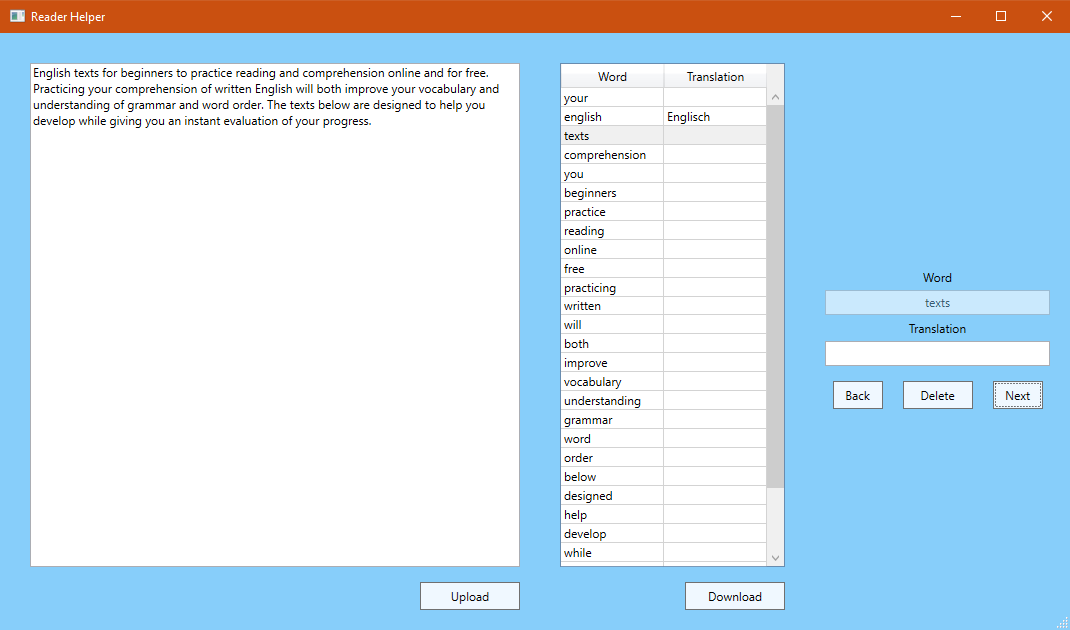 Reader Helper
English texts for beginners to practice reading and comprehension online and for free.
Practicing your comprehension of written English will both improve your vocabulary and
understanding of grammar and word order. The texts below are designed to help you
develop while giving you an instant evaluation of your progress.
Upload
Word Translation
your
english Englisch
texts
comprehension
you
beginners
practice
reading
online
free
practicing
written
will
both
improve
vocabulary
understanding
grammar
word
order
below
designed
help
develop
while
Download
Word
texts
Translation
Back Delete Next